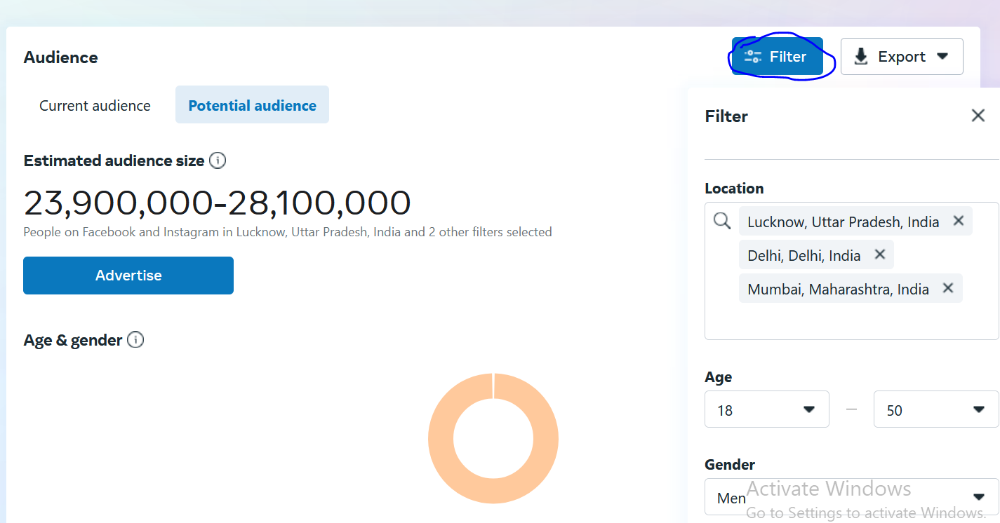 Audience
Filter
Export
Current audience
Potential audience
Filter
Estimated audience size
23,900,000-28,100,000
People on Facebook and Instagram in Lucknow, Uttar Pradesh, India and 2 other filters selected
Advertise
Location
Lucknow, Uttar Pradesh, India
Delhi, Delhi, India
Mumbai, Maharashtra, India
Age & gender
Age
18 – 50
Gender
Men
Activate Windows
Go to Settings to activate Windows.